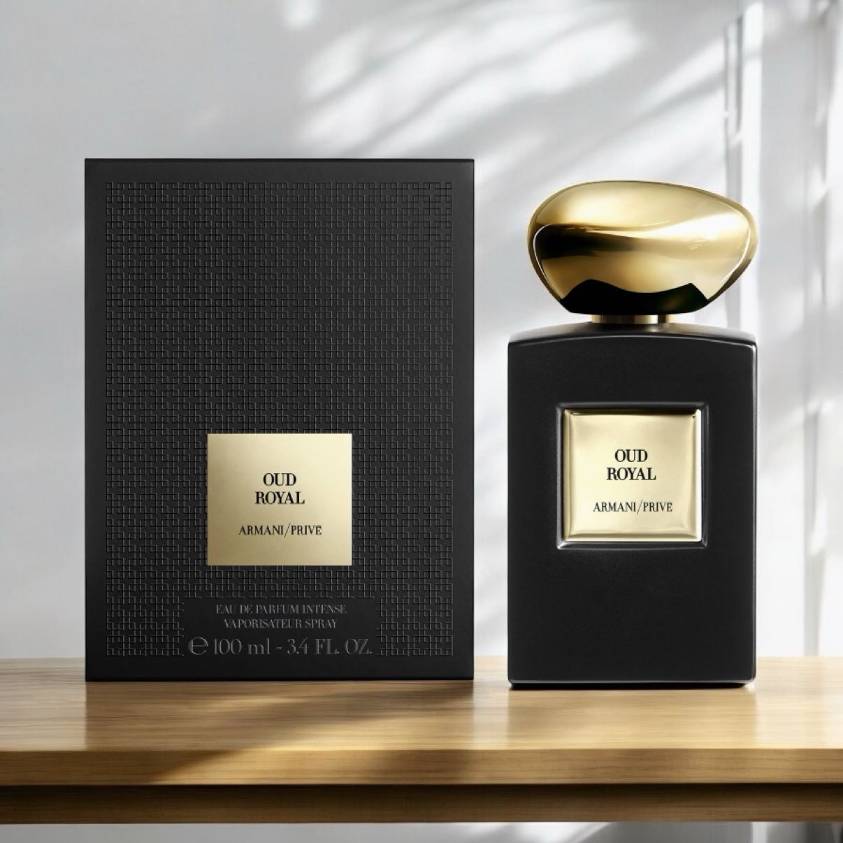 OUD
ROYAL
ARMANI/PRIVE
EAU DE PARFUM INTENSE
VAPORISATEUR SPRAY
℮ 100 ml - 3.4 FL. OZ.
OUD
ROYAL
ARMANI/PRIVE